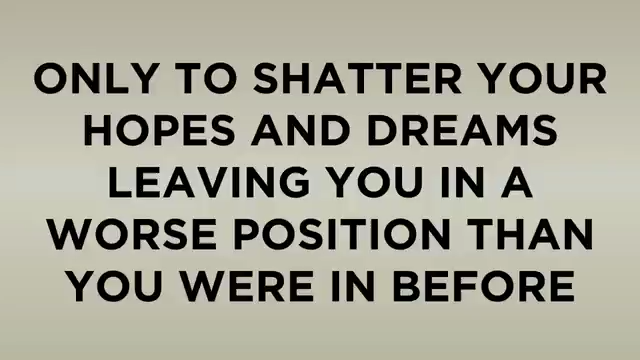 ONLY TO SHATTER YOUR
HOPES AND DREAMS
LEAVING YOU IN A
WORSE POSITION THAN
YOU WERE IN BEFORE